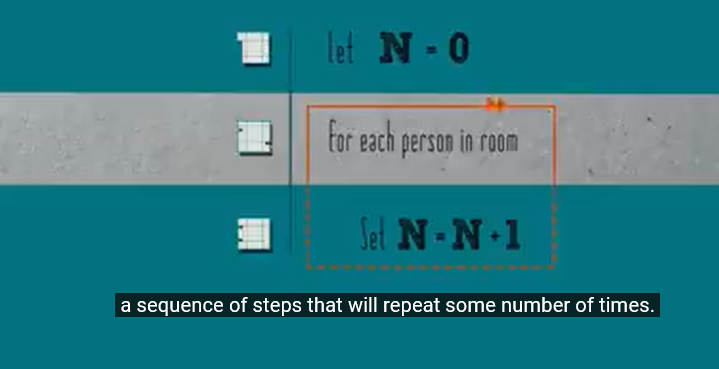 let N = 0
for each person in room
Set N = N + 1
a sequence of steps that will repeat some number of times.